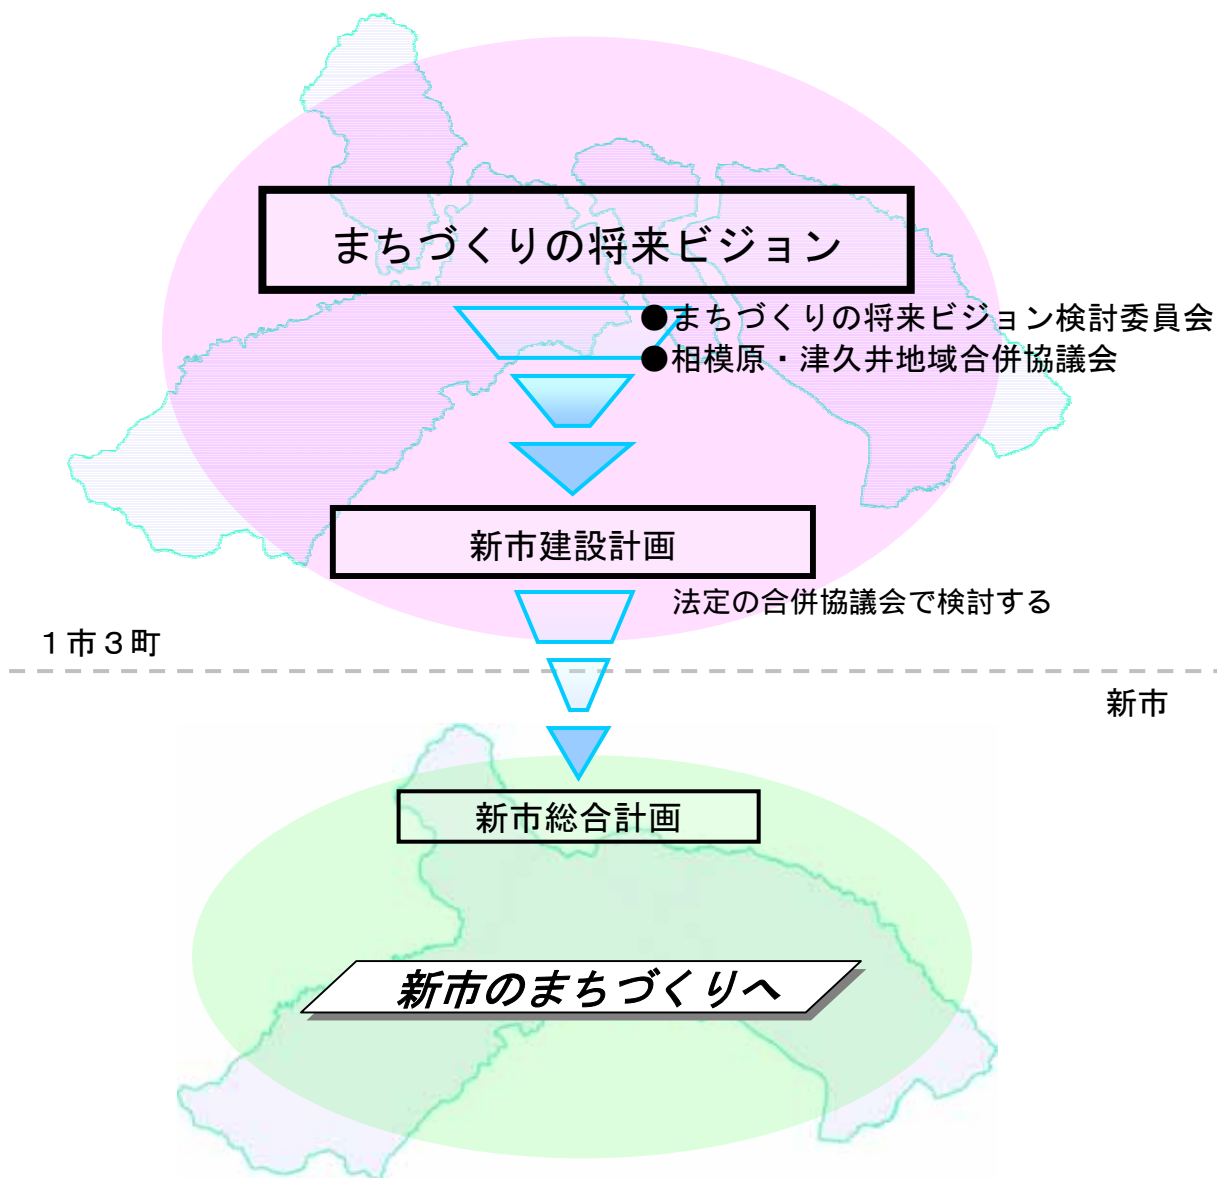 まちづくりの将来ビジョン
●まちづくりの将来ビジョン検討委員会
●相模原・津久井地域合併協議会
新市建設計画
法定の合併協議会で検討する
１市３町
新市
新市総合計画
新市のまちづくりへ